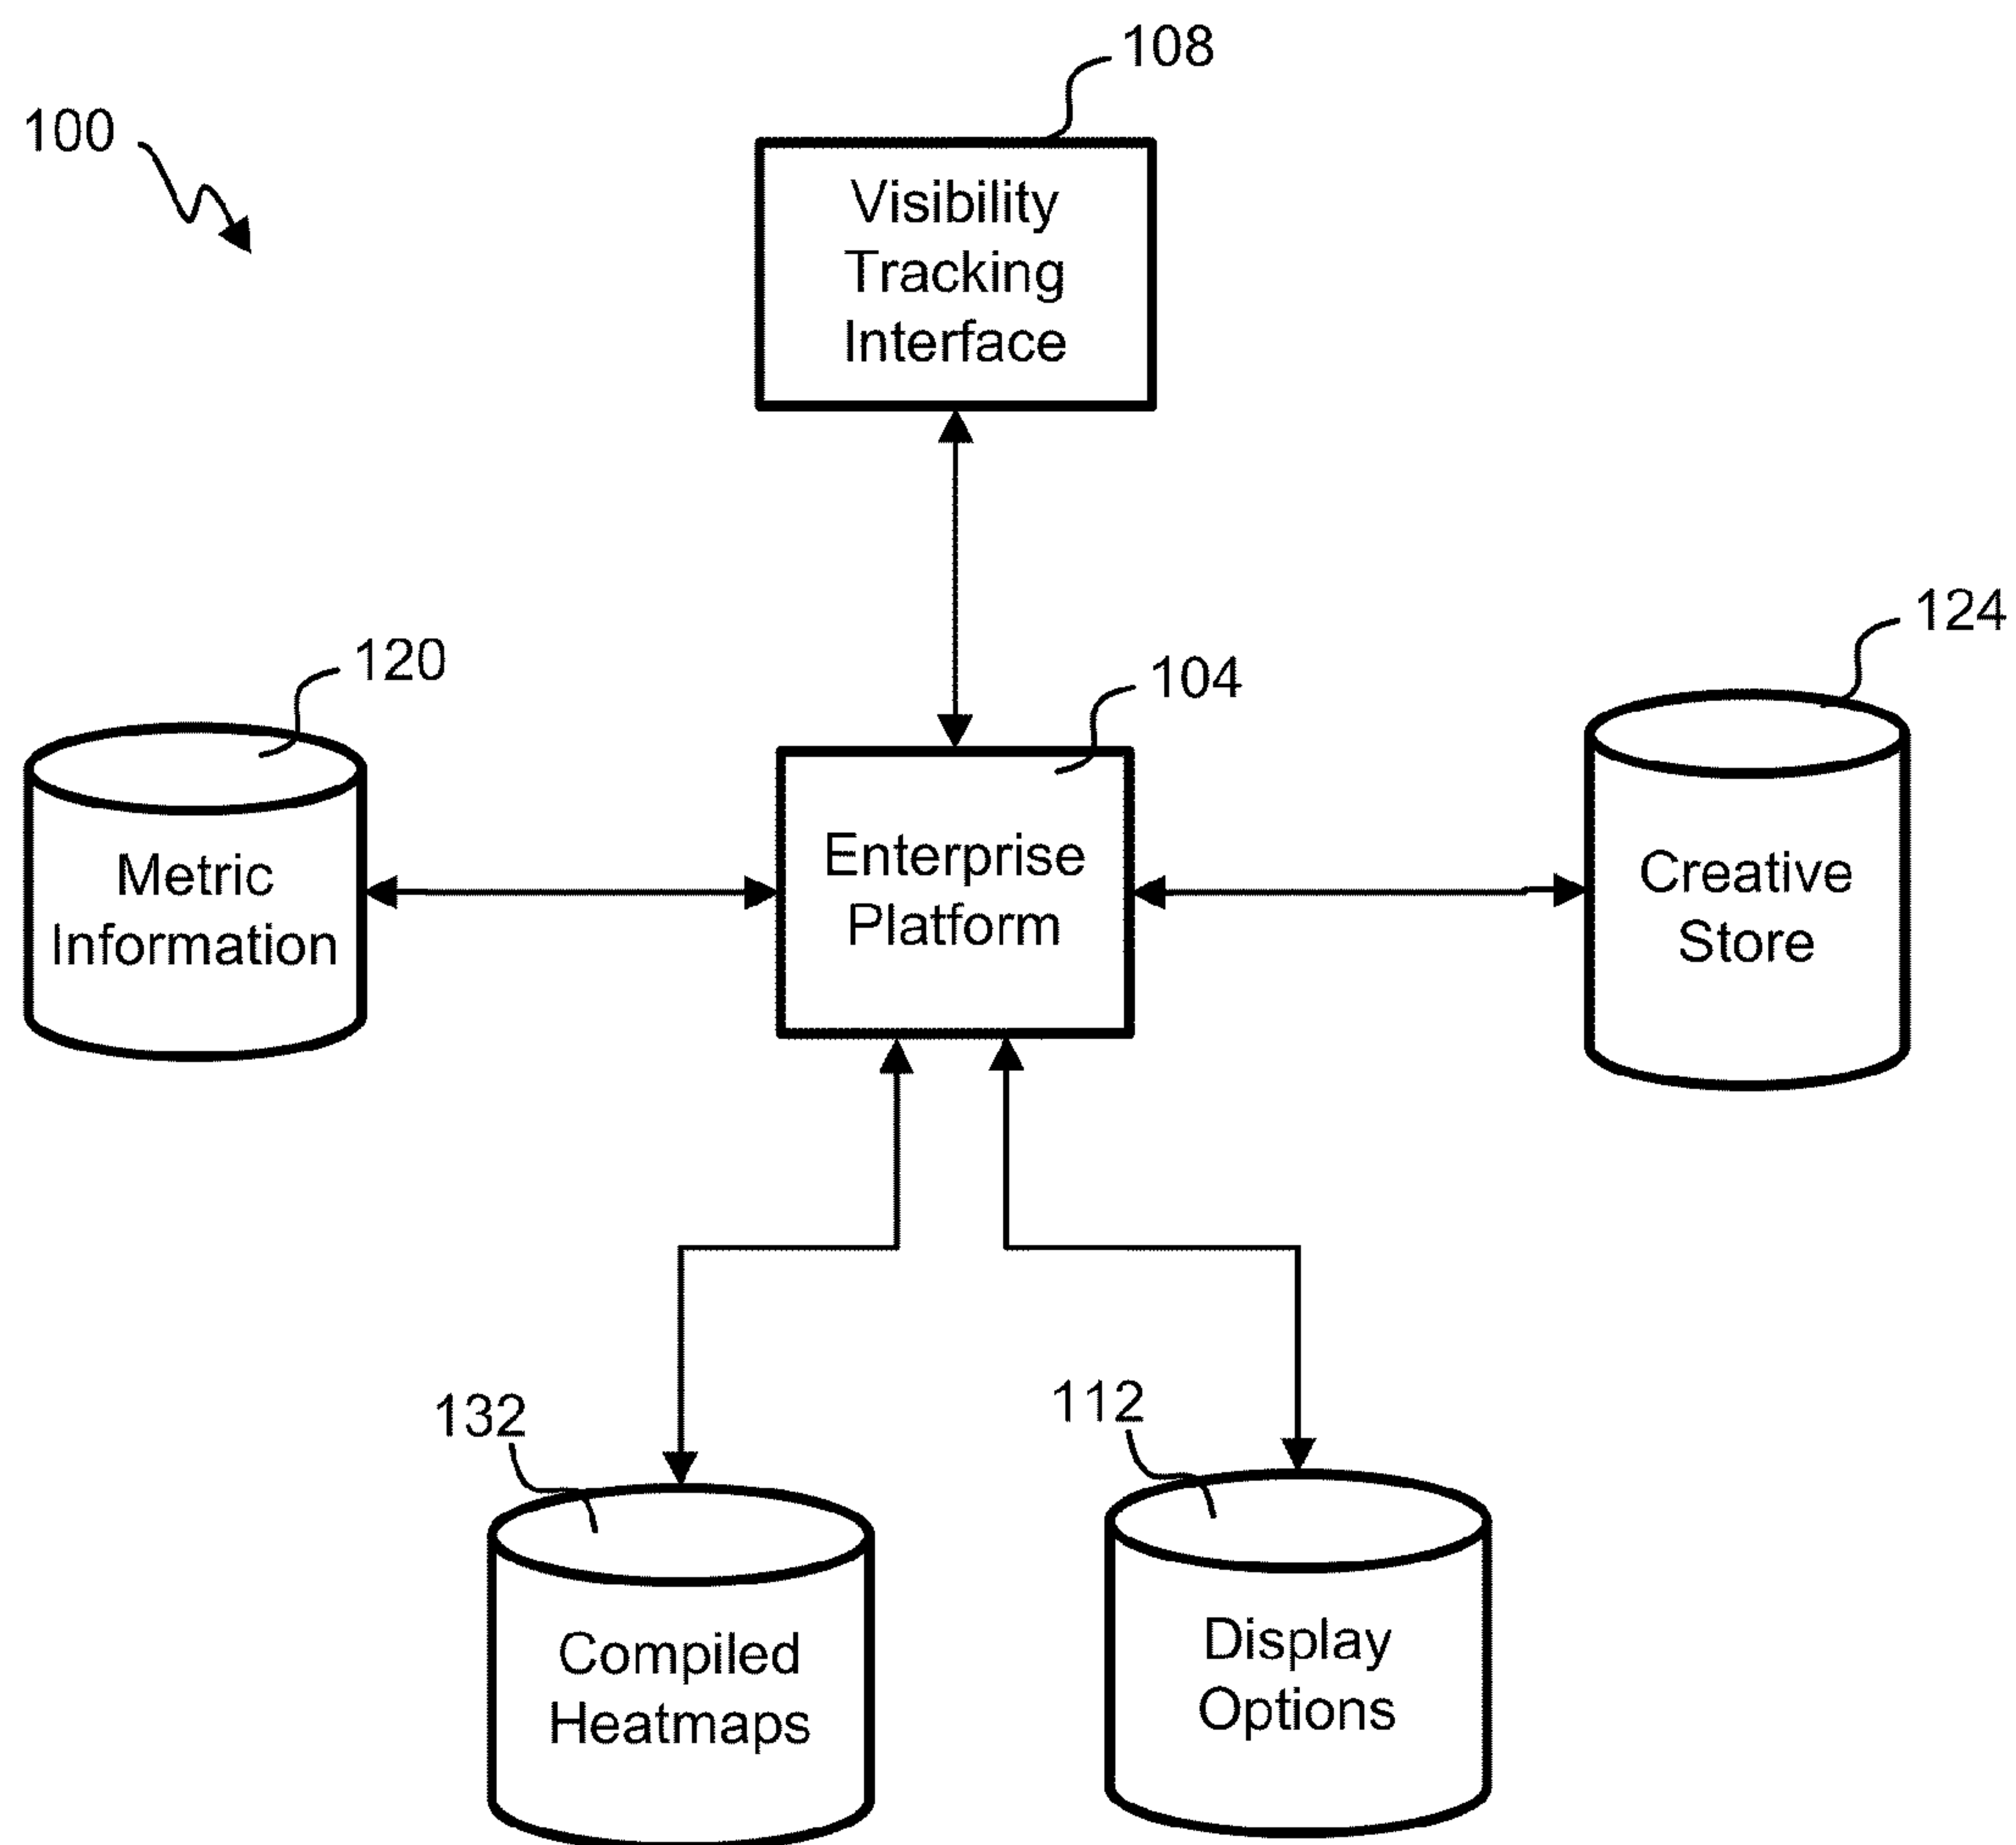 108
100
Visibility
Tracking
Interface
124
120
104
Metric
Information
Enterprise
Platform
Creative
Store
132
112
Compiled
Heatmaps
Display
Options